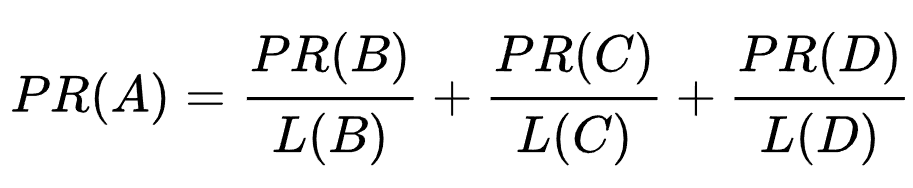 PR(A) = PR(B)/L(B) + PR(C)/L(C) + PR(D)/L(D)